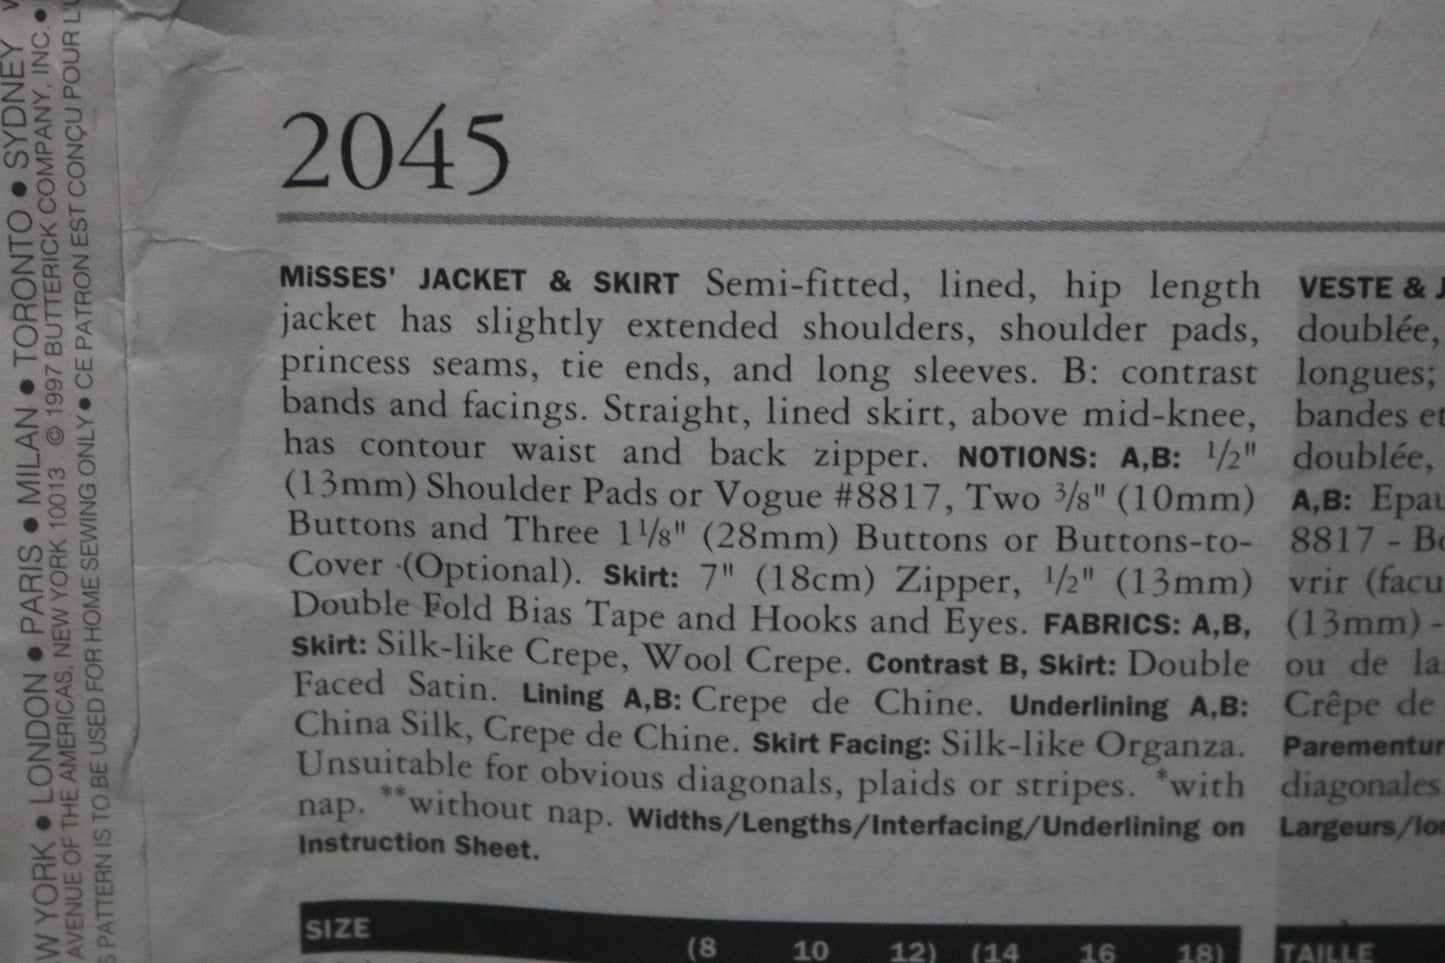 W YORK • LONDON • PARIS • MILAN • TORONTO • SYDNEY
AVENUE OF THE AMERICAS, NEW YORK 10013 © 1997 BUTTERICK COMPANY, INC. •
PATTERN IS TO BE USED FOR HOME SEWING ONLY • CE PATRON EST CONÇU POUR L'U
2045
MiSSES' JACKET & SKIRT Semi-fitted, lined, hip length
jacket has slightly extended shoulders, shoulder pads,
princess seams, tie ends, and long sleeves. B: contrast
bands and facings. Straight, lined skirt, above mid-knee,
has contour waist and back zipper. NOTIONS: A,B: 1/2"
(13mm) Shoulder Pads or Vogue #8817, Two 3/8" (10mm)
Buttons and Three 1 1/8" (28mm) Buttons or Buttons-to-
Cover (Optional). Skirt: 7" (18cm) Zipper, 1/2" (13mm)
Double Fold Bias Tape and Hooks and Eyes. FABRICS: A,B,
Skirt: Silk-like Crepe, Wool Crepe. Contrast B, Skirt: Double
Faced Satin. Lining A,B: Crepe de Chine. Underlining A,B:
China Silk, Crepe de Chine. Skirt Facing: Silk-like Organza.
Unsuitable for obvious diagonals, plaids or stripes. *with
nap. **without nap. Widths/Lengths/Interfacing/Underlining on
Instruction Sheet.
SIZE
(8 10 12) (14 16 18)
VESTE & J
doublée,
longues;
bandes et
doublée,
A,B: Epau
8817 - Bo
vrir (facu
(13mm) -
ou de la
Crêpe de
Parementur
diagonales
Largeurs/lon
TAILLE